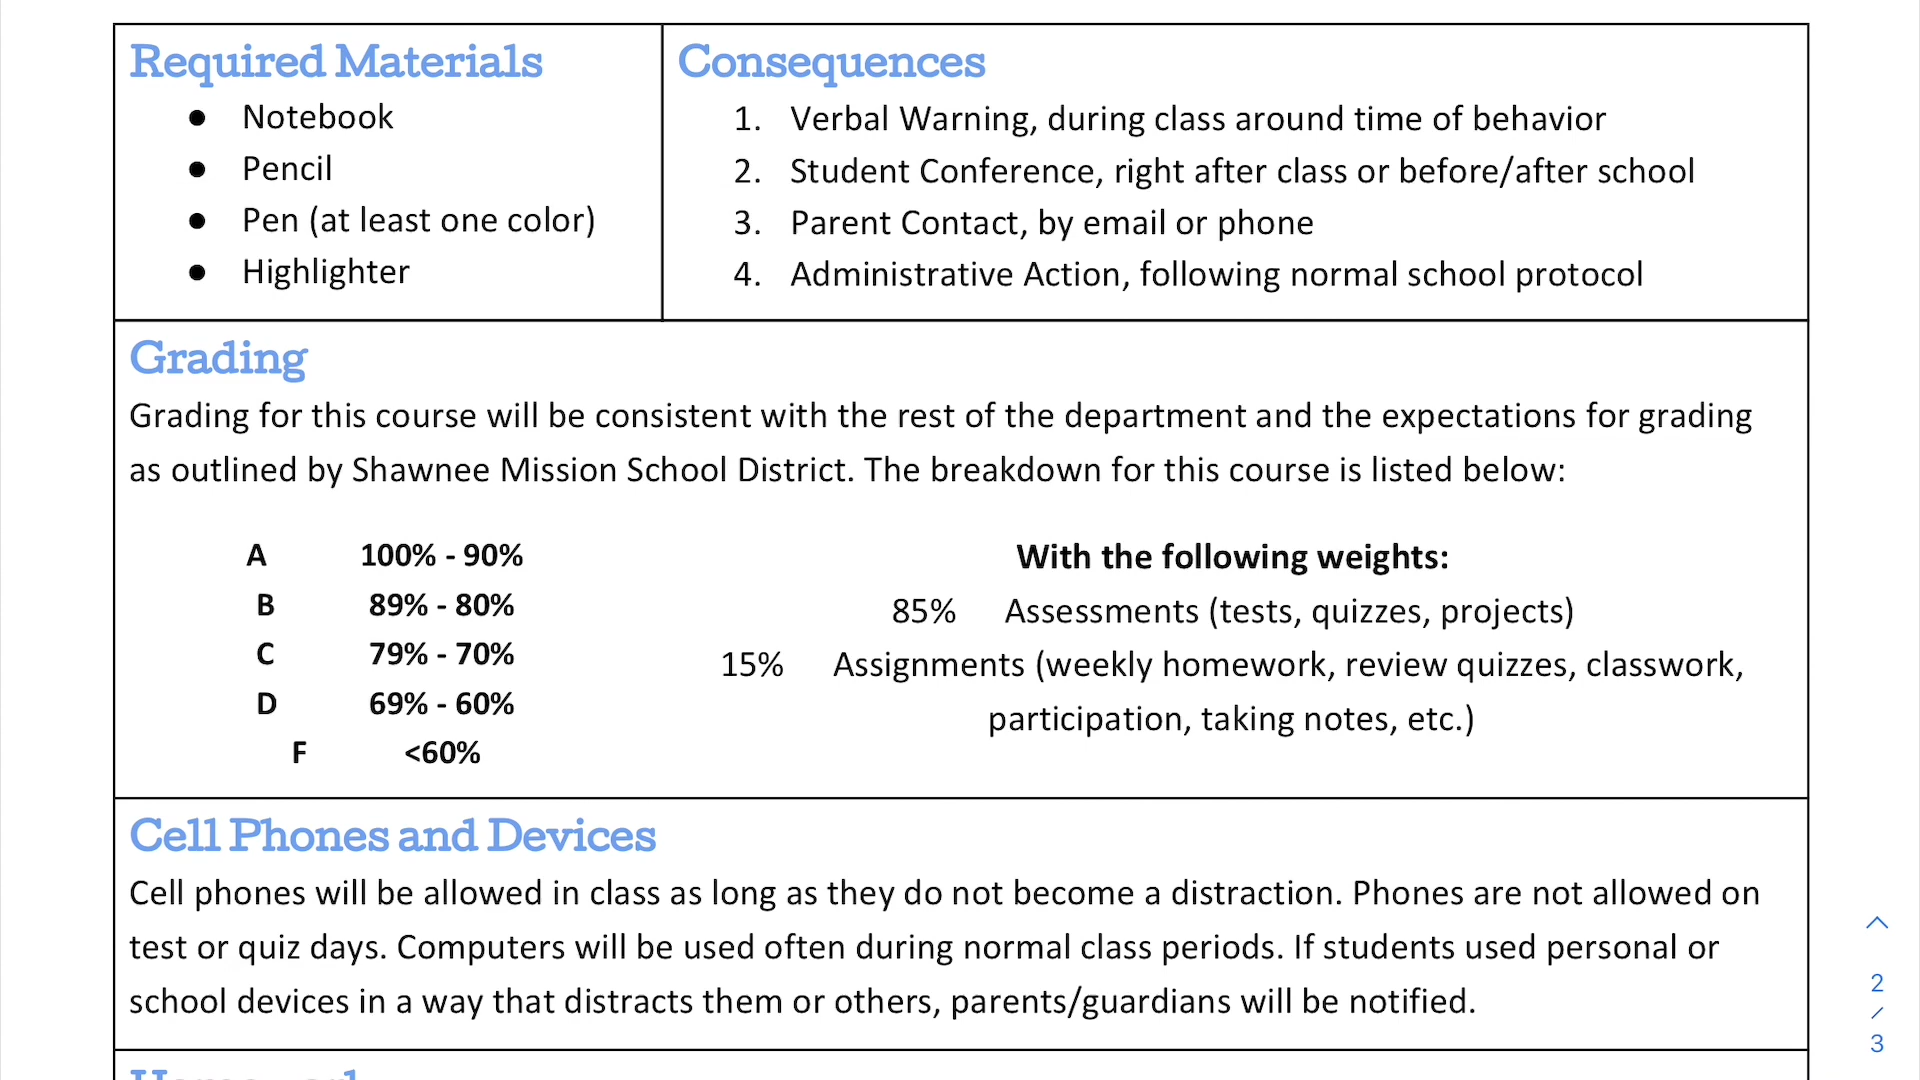 Required Materials
● Notebook
● Pencil
● Pen (at least one color)
● Highlighter
Consequences
1. Verbal Warning, during class around time of behavior
2. Student Conference, right after class or before/after school
3. Parent Contact, by email or phone
4. Administrative Action, following normal school protocol
Grading
Grading for this course will be consistent with the rest of the department and the expectations for grading
as outlined by Shawnee Mission School District. The breakdown for this course is listed below:
A 100% - 90%
B 89% - 80%
C 79% - 70%
D 69% - 60%
F <60%
With the following weights:
85% Assessments (tests, quizzes, projects)
15% Assignments (weekly homework, review quizzes, classwork,
participation, taking notes, etc.)
Cell Phones and Devices
Cell phones will be allowed in class as long as they do not become a distraction. Phones are not allowed on
test or quiz days. Computers will be used often during normal class periods. If students used personal or
school devices in a way that distracts them or others, parents/guardians will be notified.
2
/
3